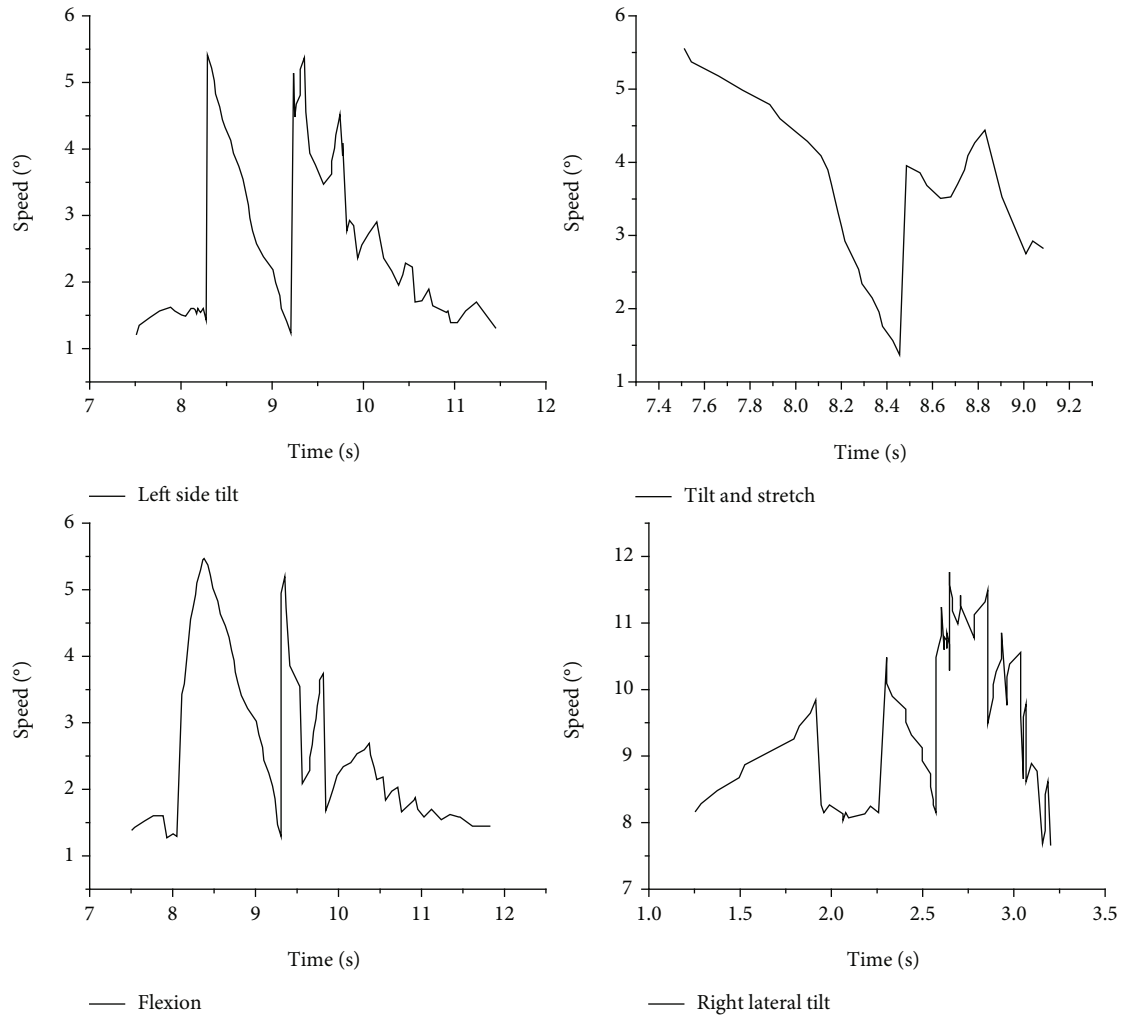 6
5
4
3
2
1
Speed (°)
7 8 9 10 11 12
Time (s)
Left side tilt
6
5
4
3
2
1
Speed (°)
7.4 7.6 7.8 8.0 8.2 8.4 8.6 8.8 9.0 9.2
Time (s)
Tilt and stretch
6
5
4
3
2
1
Speed (°)
7 8 9 10 11 12
Time (s)
Flexion
12
11
10
9
8
7
Speed (°)
1.0 1.5 2.0 2.5 3.0 3.5
Time (s)
Right lateral tilt